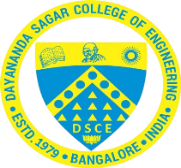 DAYANANDA SAGAR COLLEGE OF ENGINEERING
ESTD. 1979 • BANGALORE • INDIA
DSCE